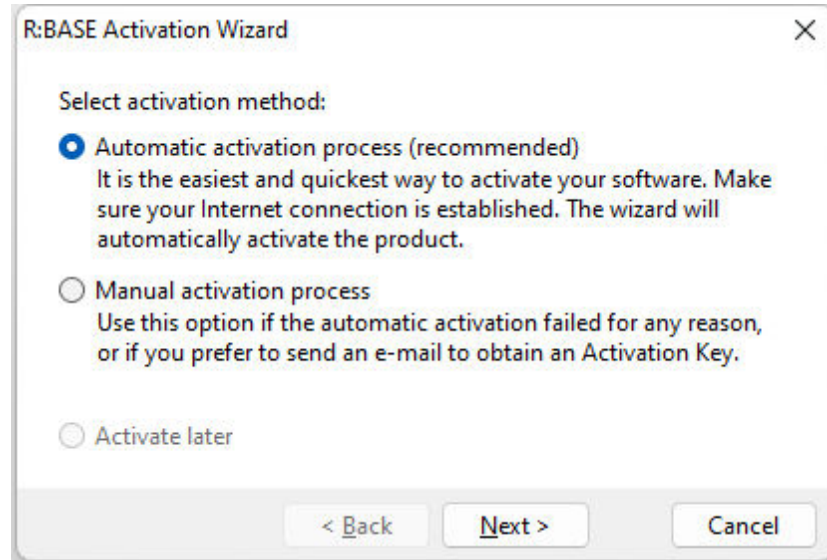 R:BASE Activation Wizard
Select activation method:
Automatic activation process (recommended)
It is the easiest and quickest way to activate your software. Make
sure your Internet connection is established. The wizard will
automatically activate the product.
Manual activation process
Use this option if the automatic activation failed for any reason,
or if you prefer to send an e-mail to obtain an Activation Key.
Activate later
< Back
Next >
Cancel